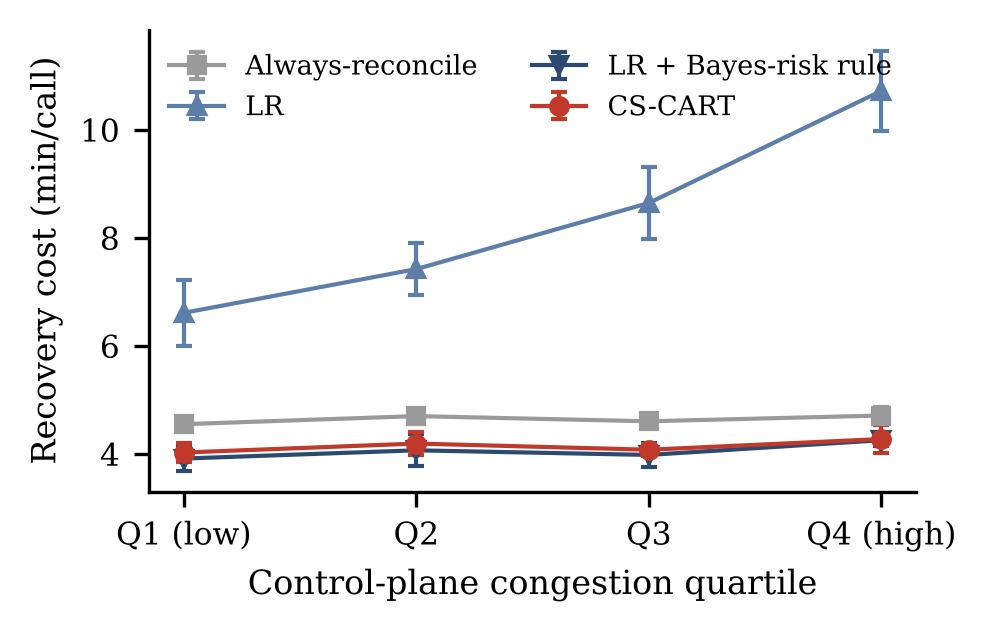 Always-reconcile
LR
LR + Bayes-risk rule
CS-CART
Recovery cost (min/call)
10
8
6
4
Q1 (low)
Q2
Q3
Q4 (high)
Control-plane congestion quartile